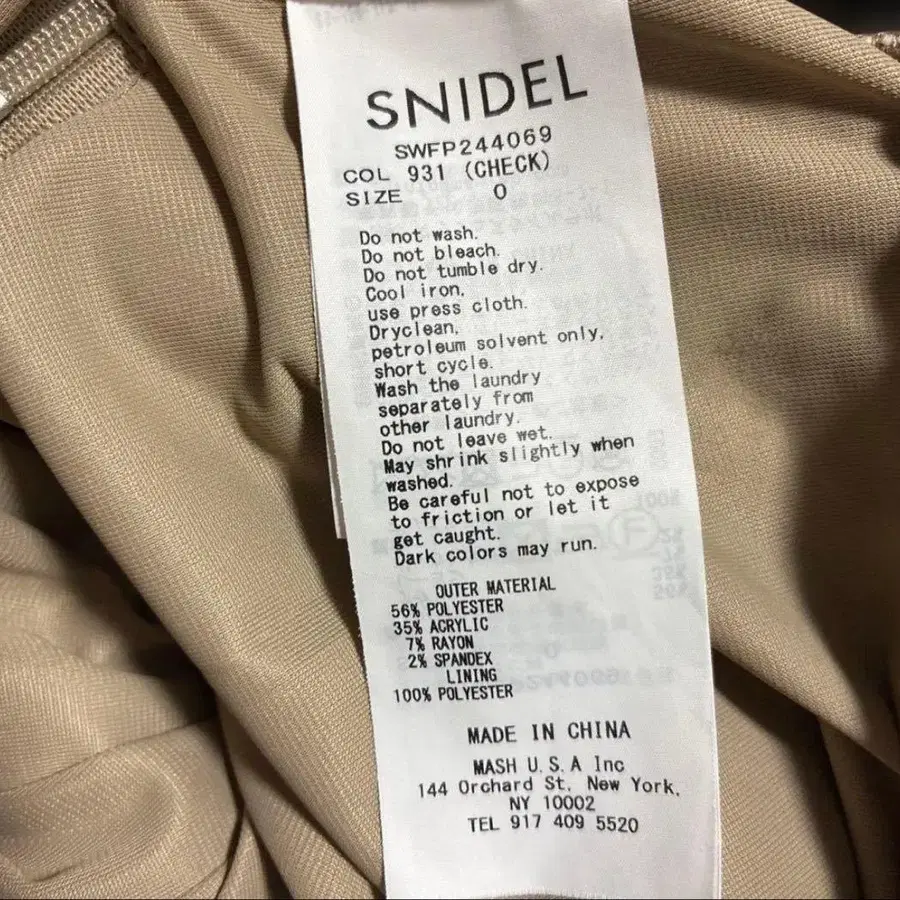 SNIDEL
SWFP244069
COL 931 (CHECK)
SIZE 0
Do not wash.
Do not bleach.
Do not tumble dry.
Cool iron,
use press cloth.
Dryclean,
petroleum solvent only,
short cycle.
Wash the laundry
separately from
other laundry.
Do not leave wet.
May shrink slightly when
washed.
Be careful not to expose
to friction or let it
get caught.
Dark colors may run.
OUTER MATERIAL
56% POLYESTER
35% ACRYLIC
7% RAYON
2% SPANDEX
LINING
100% POLYESTER
MADE IN CHINA
MASH U.S.A Inc
144 Orchard St, New York,
NY 10002
TEL 917 409 5520